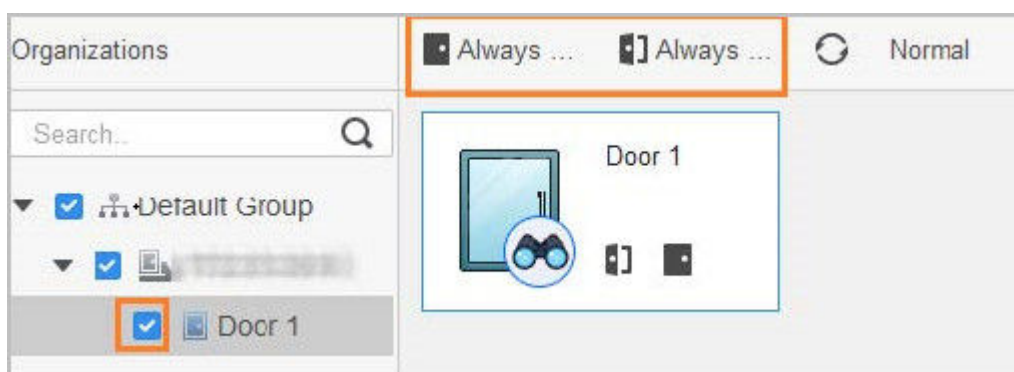 Organizations
Always ... Always ... Normal
Search..
Default Group
Door 1
Door 1